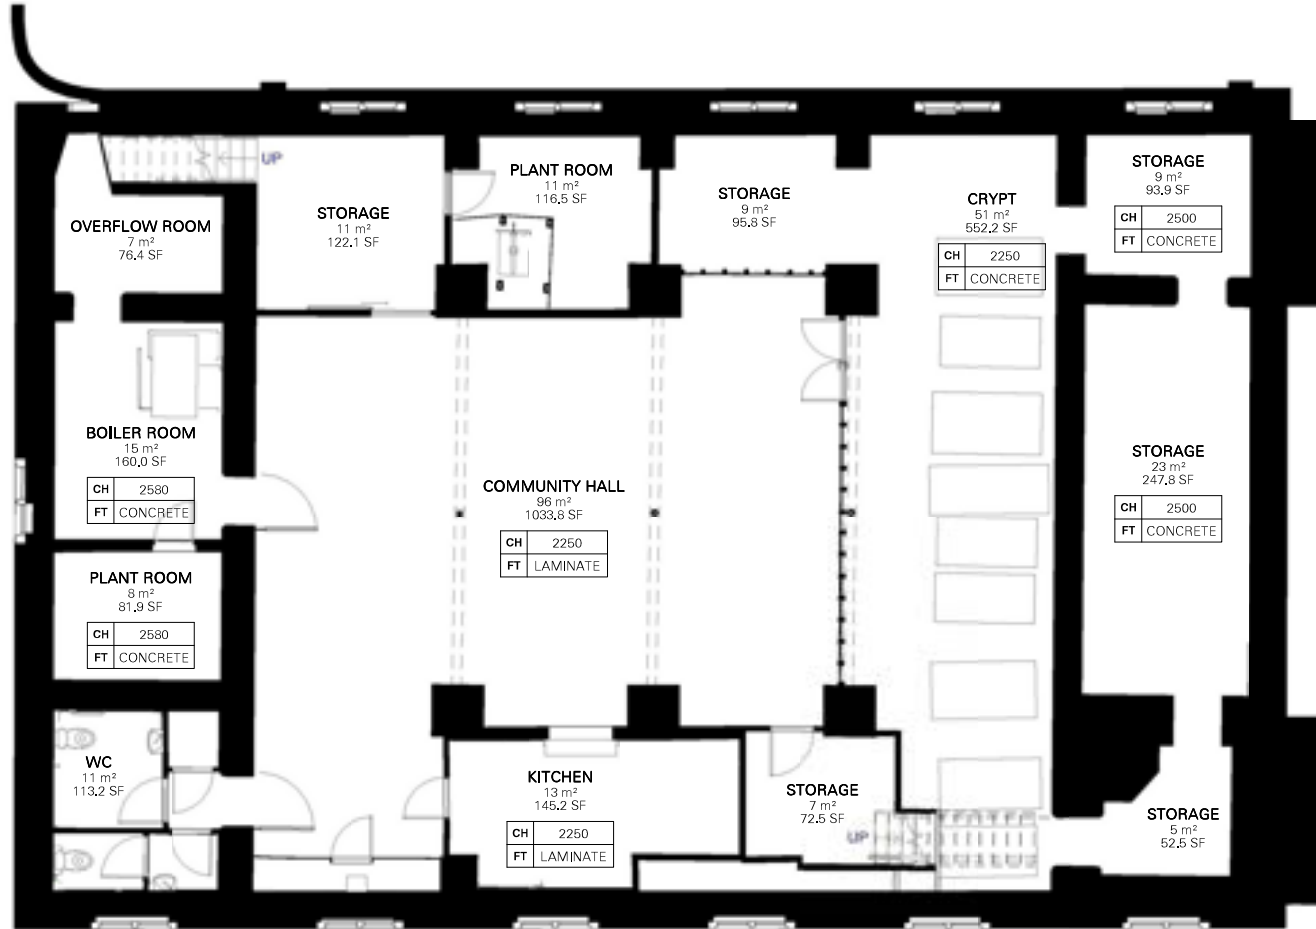 UP
OVERFLOW ROOM
7 m²
76.4 SF
STORAGE
11 m²
122.1 SF
PLANT ROOM
11 m²
116.5 SF
STORAGE
9 m²
95.8 SF
CRYPT
51 m²
552.2 SF
CH 2250
FT CONCRETE
STORAGE
9 m²
93.9 SF
CH 2500
FT CONCRETE
BOILER ROOM
15 m²
160.0 SF
CH 2580
FT CONCRETE
COMMUNITY HALL
96 m²
1033.8 SF
CH 2250
FT LAMINATE
STORAGE
23 m²
247.8 SF
CH 2500
FT CONCRETE
PLANT ROOM
8 m²
81.9 SF
CH 2580
FT CONCRETE
WC
11 m²
113.2 SF
KITCHEN
13 m²
145.2 SF
CH 2250
FT LAMINATE
STORAGE
7 m²
72.5 SF
UP
STORAGE
5 m²
52.5 SF